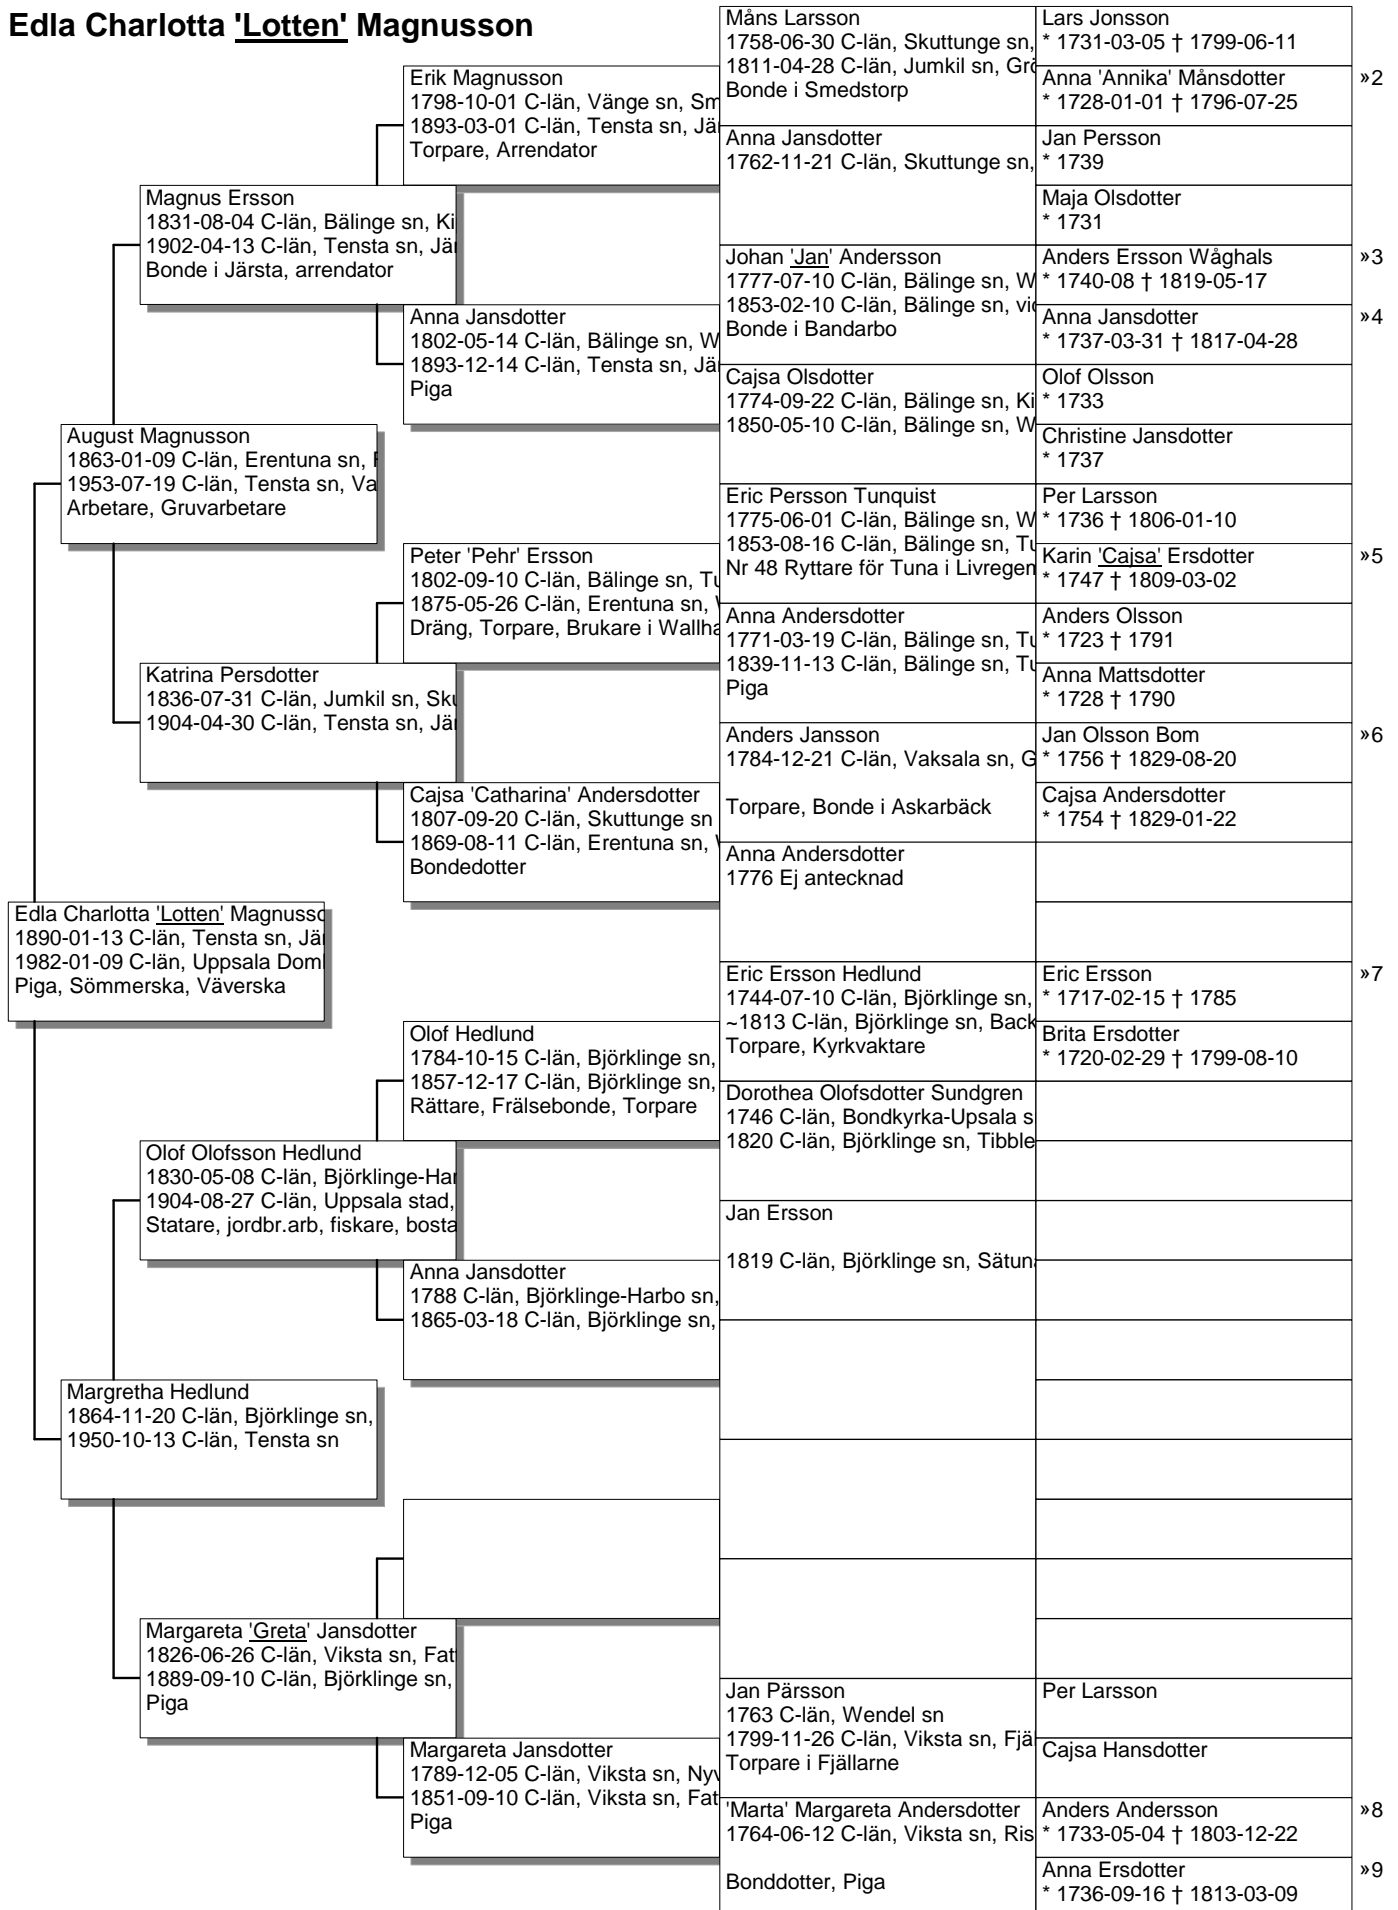 Edla Charlotta 'Lotten' Magnusson
Edla Charlotta 'Lotten' Magnusso
1890-01-13 C-län, Tensta sn, Jär
1982-01-09 C-län, Uppsala Doml
Piga, Sömmerska, Väverska
August Magnusson
1863-01-09 C-län, Erentuna sn,
1953-07-19 C-län, Tensta sn, Va
Arbetare, Gruvarbetare
Margretha Hedlund
1864-11-20 C-län, Björklinge sn,
1950-10-13 C-län, Tensta sn
Magnus Ersson
1831-08-04 C-län, Bälinge sn, Ki
1902-04-13 C-län, Tensta sn, Jär
Bonde i Järsta, arrendator
Katrina Persdotter
1836-07-31 C-län, Jumkil sn, Sku
1904-04-30 C-län, Tensta sn, Jär
Olof Olofsson Hedlund
1830-05-08 C-län, Björklinge-Har
1904-08-27 C-län, Uppsala stad,
Statare, jordbr.arb, fiskare, bosta
Margareta 'Greta' Jansdotter
1826-06-26 C-län, Viksta sn, Fat
1889-09-10 C-län, Björklinge sn,
Piga
Erik Magnusson
1798-10-01 C-län, Vänge sn, Sm
1893-03-01 C-län, Tensta sn, Jär
Torpare, Arrendator
Anna Jansdotter
1802-05-14 C-län, Bälinge sn, W
1893-12-14 C-län, Tensta sn, Jär
Piga
Peter 'Pehr' Ersson
1802-09-10 C-län, Bälinge sn, Tu
1875-05-26 C-län, Erentuna sn,
Dräng, Torpare, Brukare i Wallha
Cajsa 'Catharina' Andersdotter
1807-09-20 C-län, Skuttunge sn
1869-08-11 C-län, Erentuna sn,
Bondedotter
Olof Hedlund
1784-10-15 C-län, Björklinge sn,
1857-12-17 C-län, Björklinge sn,
Rättare, Frälsebonde, Torpare
Anna Jansdotter
1788 C-län, Björklinge-Harbo sn,
1865-03-18 C-län, Björklinge sn,
Margareta Jansdotter
1789-12-05 C-län, Viksta sn, Nyv
1851-09-10 C-län, Viksta sn, Fat
Piga
Måns Larsson
1758-06-30 C-län, Skuttunge sn,
1811-04-28 C-län, Jumkil sn, Grö
Bonde i Smedstorp
Anna Jansdotter
1762-11-21 C-län, Skuttunge sn,
Johan 'Jan' Andersson
1777-07-10 C-län, Bälinge sn, W
1853-02-10 C-län, Bälinge sn, vid
Bonde i Bandarbo
Cajsa Olsdotter
1774-09-22 C-län, Bälinge sn, Ki
1850-05-10 C-län, Bälinge sn, W
Eric Persson Tunquist
1775-06-01 C-län, Bälinge sn, W
1853-08-16 C-län, Bälinge sn, Tu
Nr 48 Ryttare för Tuna i Livregen
Anna Andersdotter
1771-03-19 C-län, Bälinge sn, Tu
1839-11-13 C-län, Bälinge sn, Tu
Piga
Anders Jansson
1784-12-21 C-län, Vaksala sn, G
Torpare, Bonde i Askarbäck
Anna Andersdotter
1776 Ej antecknad
Eric Ersson Hedlund
1744-07-10 C-län, Björklinge sn,
~1813 C-län, Björklinge sn, Back
Torpare, Kyrkvaktare
Dorothea Olofsdotter Sundgren
1746 C-län, Bondkyrka-Upsala s
1820 C-län, Björklinge sn, Tibble
Jan Ersson
1819 C-län, Björklinge sn, Sätuna
Jan Pärsson
1763 C-län, Wendel sn
1799-11-26 C-län, Viksta sn, Fjäl
Torpare i Fjällarne
'Marta' Margareta Andersdotter
1764-06-12 C-län, Viksta sn, Ris
Bonddotter, Piga
Lars Jonsson
* 1731-03-05 † 1799-06-11
Anna 'Annika' Månsdotter
* 1728-01-01 † 1796-07-25
»2
Jan Persson
* 1739
Maja Olsdotter
* 1731
Anders Ersson Wåghals
* 1740-08 † 1819-05-17
»3
Anna Jansdotter
* 1737-03-31 † 1817-04-28
»4
Olof Olsson
* 1733
Christine Jansdotter
* 1737
Per Larsson
* 1736 † 1806-01-10
Karin 'Cajsa' Ersdotter
* 1747 † 1809-03-02
»5
Anders Olsson
* 1723 † 1791
Anna Mattsdotter
* 1728 † 1790
Jan Olsson Bom
* 1756 † 1829-08-20
»6
Cajsa Andersdotter
* 1754 † 1829-01-22
Eric Ersson
* 1717-02-15 † 1785
»7
Brita Ersdotter
* 1720-02-29 † 1799-08-10
Per Larsson
Cajsa Hansdotter
Anders Andersson
* 1733-05-04 † 1803-12-22
»8
Anna Ersdotter
* 1736-09-16 † 1813-03-09
»9